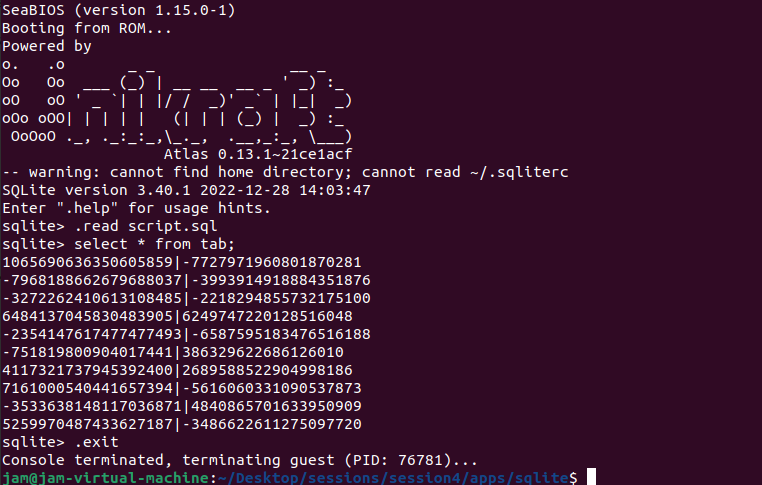 SeaBIOS (version 1.15.0-1)
Booting from ROM...
Powered by
o.   .o       _ _               __ _
Oo   Oo  ___ (_) | __ __  __ _ ' _) :_
oO   oO ' _ `| | |/ /  _)' _` | |_|  _)
oOo oOO| | | | |   (| | | (_) |  _) :_
 OoOoO ._, ._:_:_,\_._,  .__,_:_, \___)
                  Atlas 0.13.1~21ce1acf
-- warning: cannot find home directory; cannot read ~/.sqliterc
SQLite version 3.40.1 2022-12-28 14:03:47
Enter ".help" for usage hints.
sqlite> .read script.sql
sqlite> select * from tab;
1065690636350605859|-7727971960801870281
-7968188662679688037|-3993914918884351876
-3272262410613108485|-2218294855732175100
6484137045830483905|6249747220128516048
-2354147617477477493|-6587595183476516188
-751819800904017441|386329622686126010
4117321737945392400|2689588522904998186
7161000540441657394|-5616060331090537873
-3533638148117036871|4840865701633950909
5259970487433627187|-3486622611275097720
sqlite> .exit
Console terminated, terminating guest (PID: 76781)...
jam@jam-virtual-machine:~/Desktop/sessions/session4/apps/sqlite$